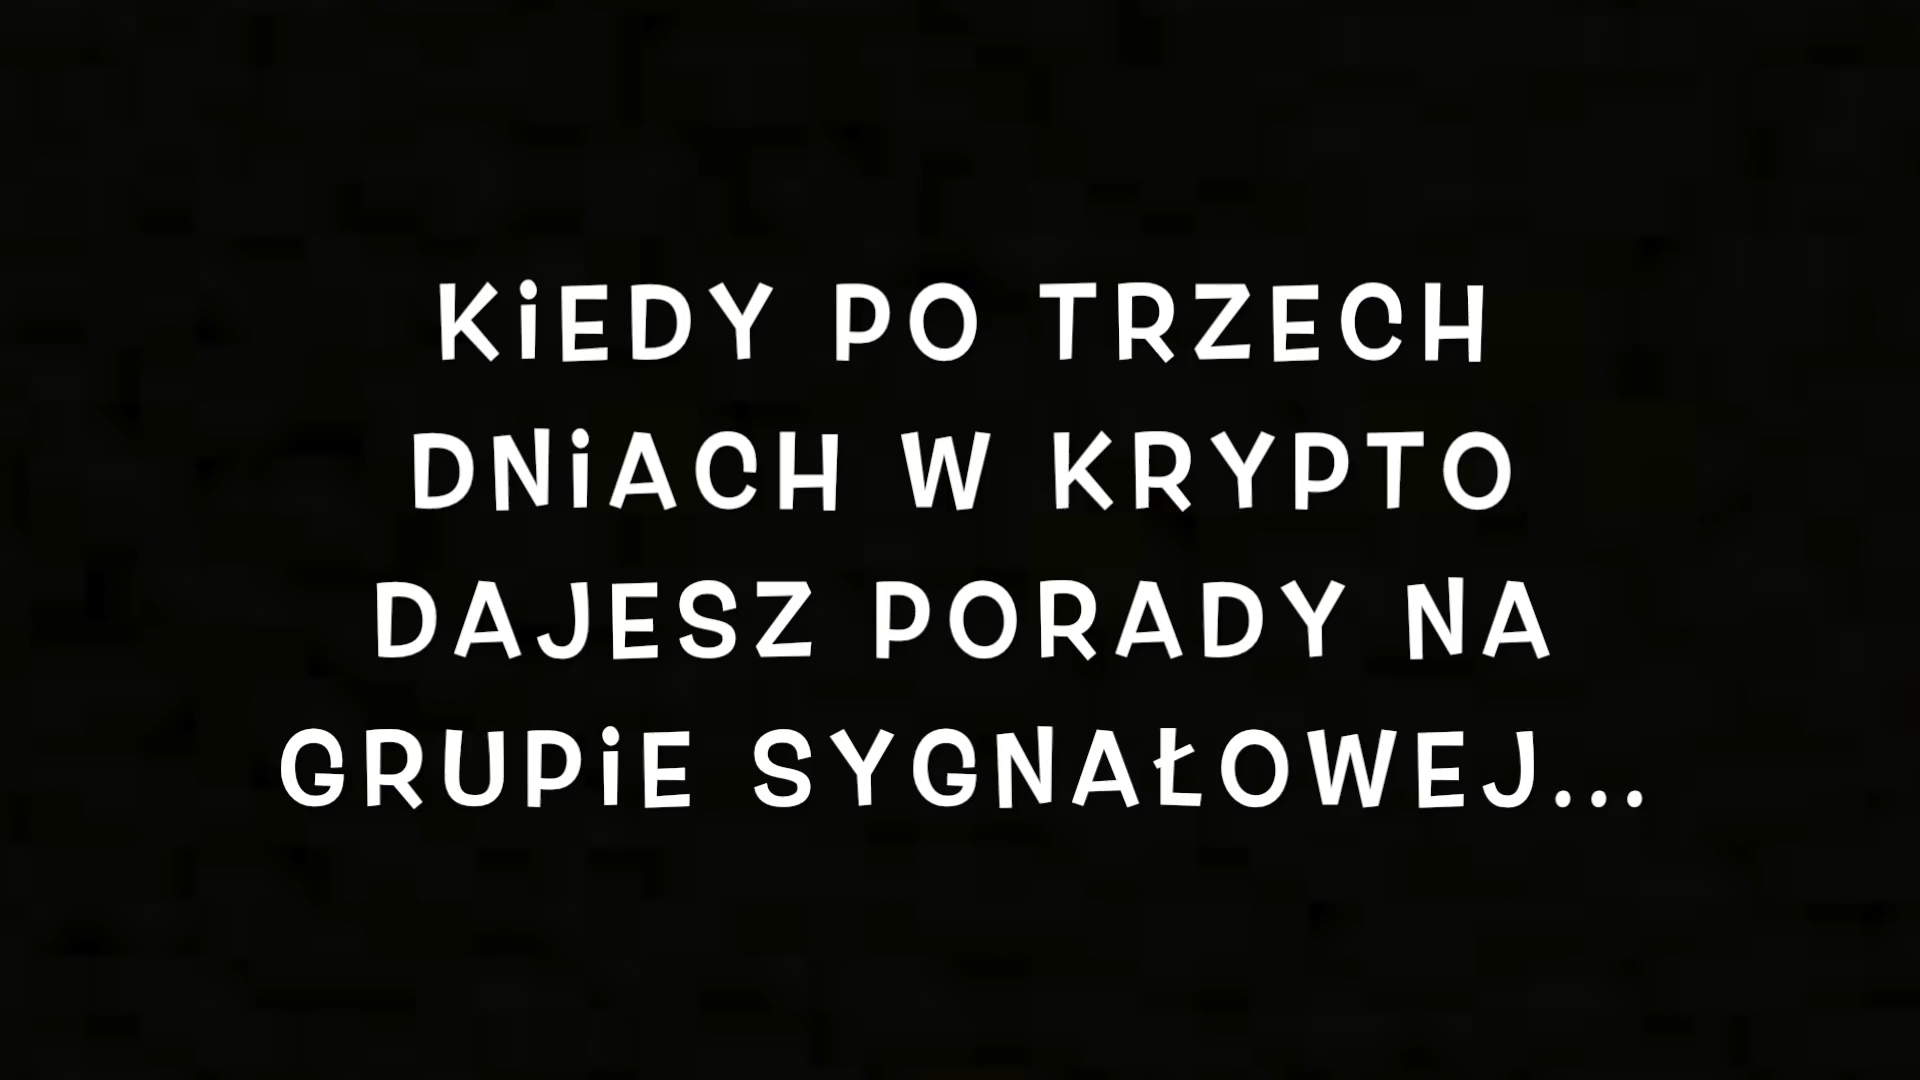 KiEDY PO TRZECH
DNiACH W KRYPTO
DAJESZ PORADY NA
GRUPiE SYGNAŁOWEJ...